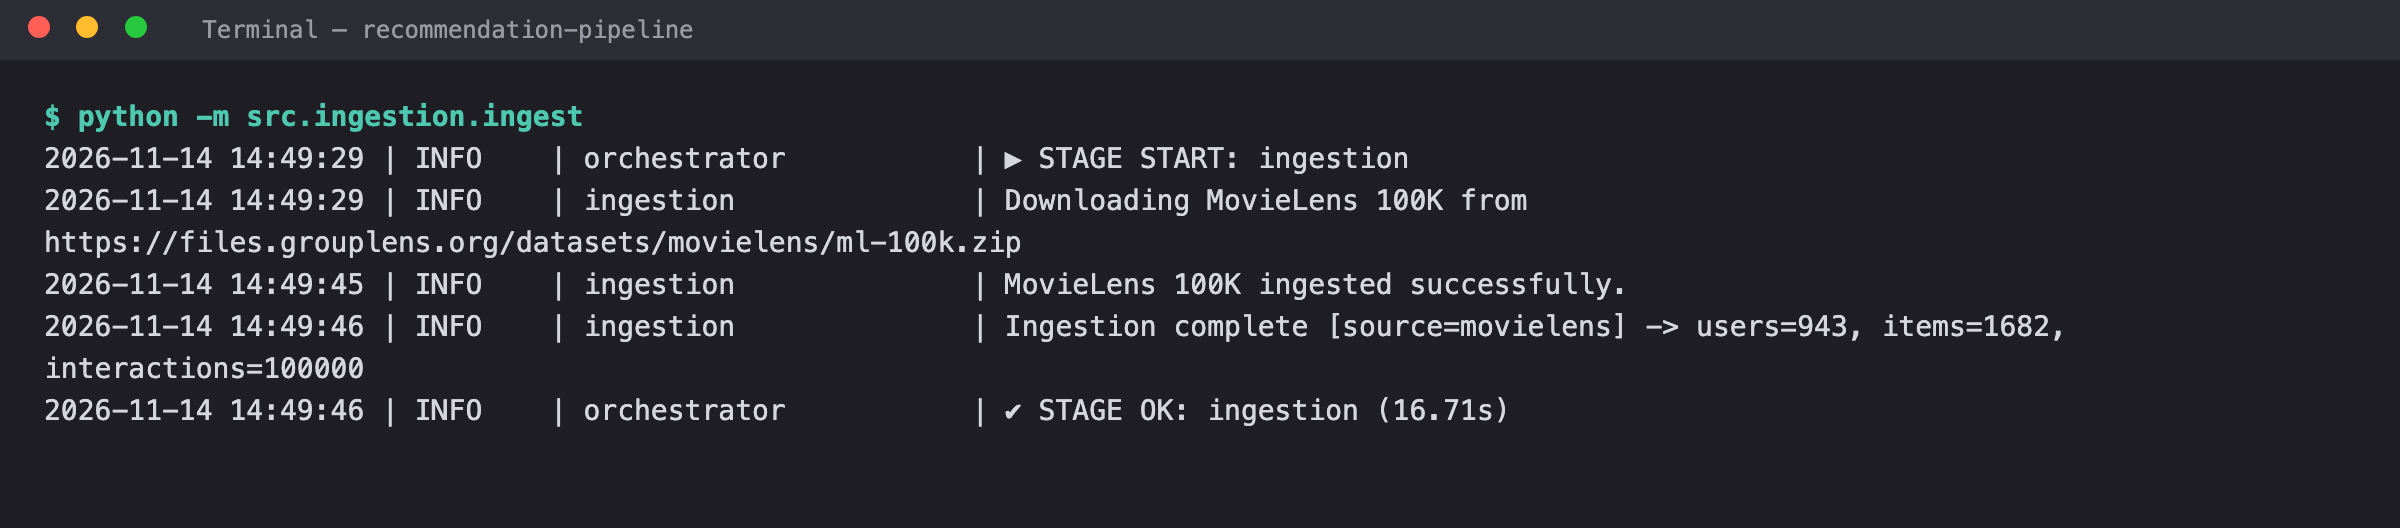 Terminal — recommendation-pipeline
$ python -m src.ingestion.ingest
2026-11-14 14:49:29 | INFO    | orchestrator           | ▶ STAGE START: ingestion
2026-11-14 14:49:29 | INFO    | ingestion              | Downloading MovieLens 100K from
https://files.grouplens.org/datasets/movielens/ml-100k.zip
2026-11-14 14:49:45 | INFO    | ingestion              | MovieLens 100K ingested successfully.
2026-11-14 14:49:46 | INFO    | ingestion              | Ingestion complete [source=movielens] -> users=943, items=1682,
interactions=100000
2026-11-14 14:49:46 | INFO    | orchestrator           | ✔ STAGE OK: ingestion (16.71s)